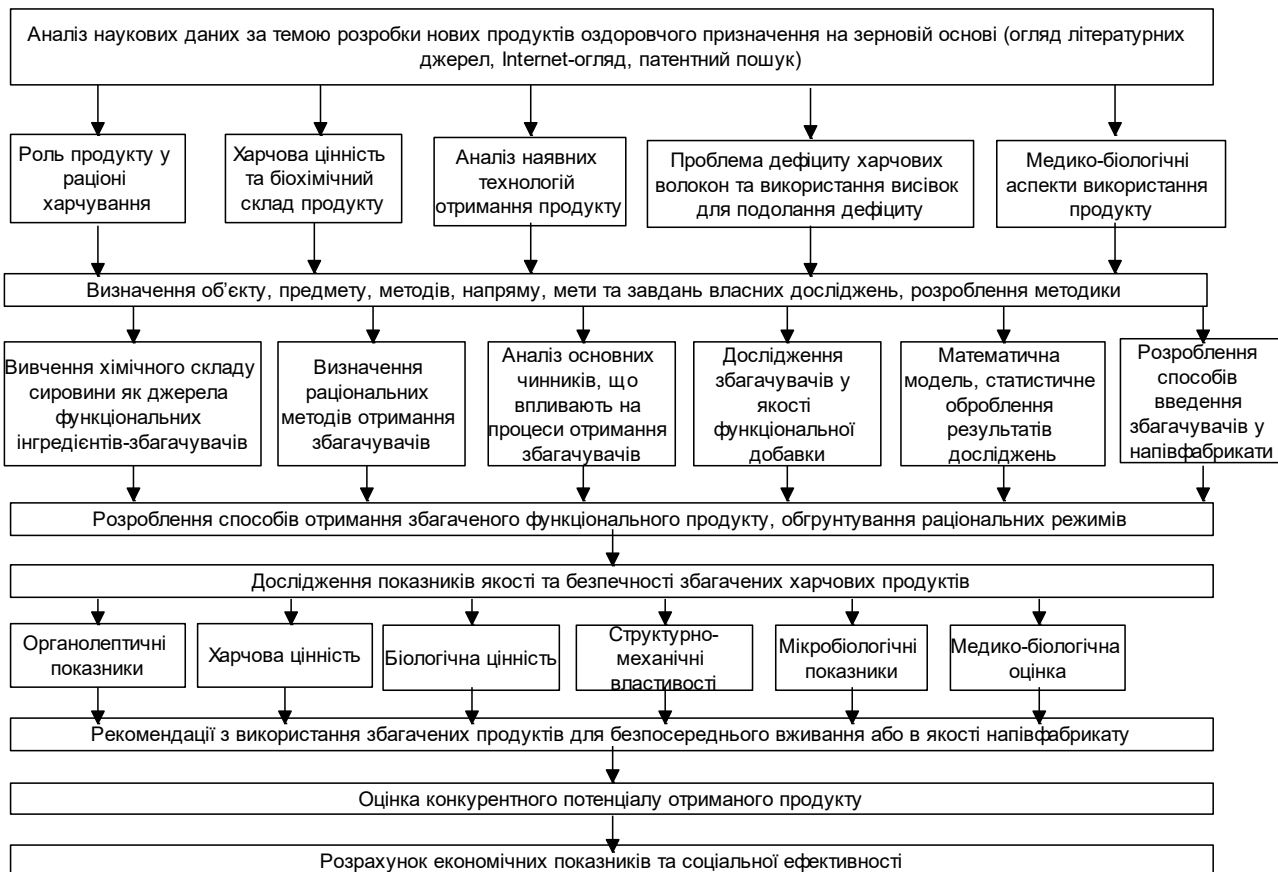 Аналіз наукових даних за темою розробки нових продуктів оздоровчого призначення на зерновій основі (огляд літературних
джерел, Internet-огляд, патентний пошук)
Роль продукту у
раціоні
харчування
Харчова цінність
та біохімічний
склад продукту
Аналіз наявних
технологій
отримання продукту
Проблема дефіциту харчових
волокон та використання висівок
для подолання дефіциту
Медико-біологічні
аспекти використання
продукту
Визначення об’єкту, предмету, методів, напряму, мети та завдань власних досліджень, розроблення методики
Вивчення хімічного складу
сировини як джерела
функціональних
інгредієнтів-збагачувачів
Визначення
раціональних
методів отримання
збагачувачів
Аналіз основних
чинників, що
впливають на
процеси отримання
збагачувачів
Дослідження
збагачувачів у
якості
функціональної
добавки
Математична
модель, статистичне
оброблення
результатів
досліджень
Розроблення
способів
введення
збагачувачів у
напівфабрикати
Розроблення способів отримання збагаченого функціонального продукту, обгрунтування раціональних режимів
Дослідження показників якості та безпечності збагачених харчових продуктів
Органолептичні
показники
Харчова цінність
Біологічна цінність
Структурно-
механічні
властивості
Мікробіологічні
показники
Медико-біологічна
оцінка
Рекомендації з використання збагачених продуктів для безпосереднього вживання або в якості напівфабрикату
Оцінка конкурентного потенціалу отриманого продукту
Розрахунок економічних показників та соціальної ефективності